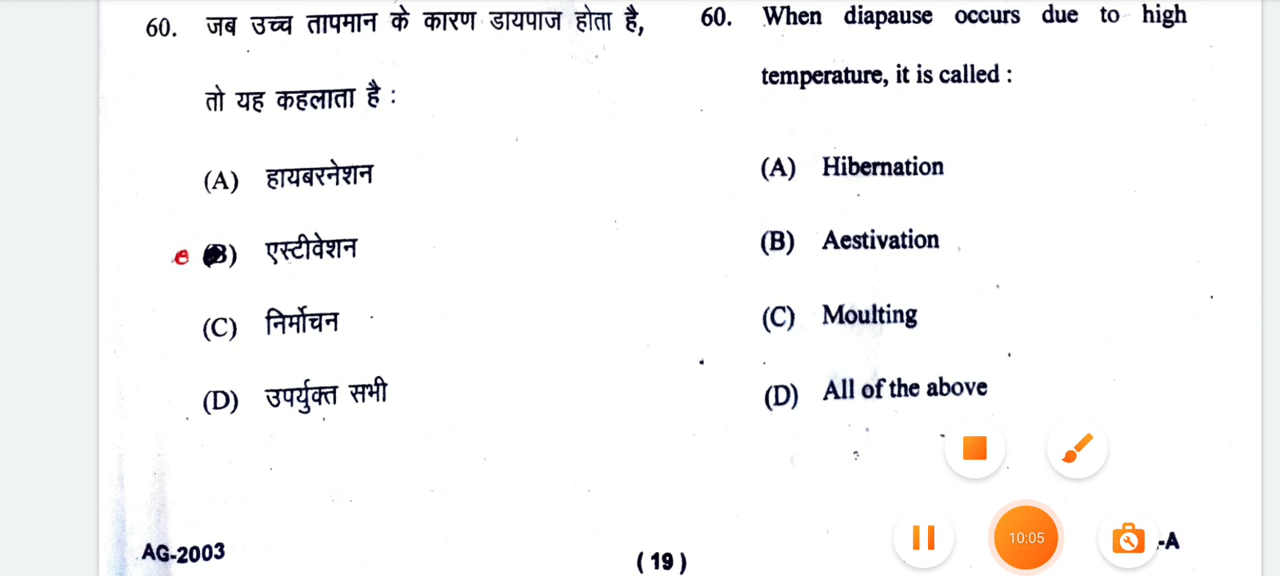 60. जब उच्च तापमान के कारण डायपाज होता है,
तो यह कहलाता है :
(A) हायबरनेशन
(B) एस्टीवेशन
(C) निर्मोचन
(D) उपर्युक्त सभी
60. When diapause occurs due to high
temperature, it is called :
(A) Hibernation
(B) Aestivation
(C) Moulting
(D) All of the above
10:05
AG-2003
( 19 )
-A